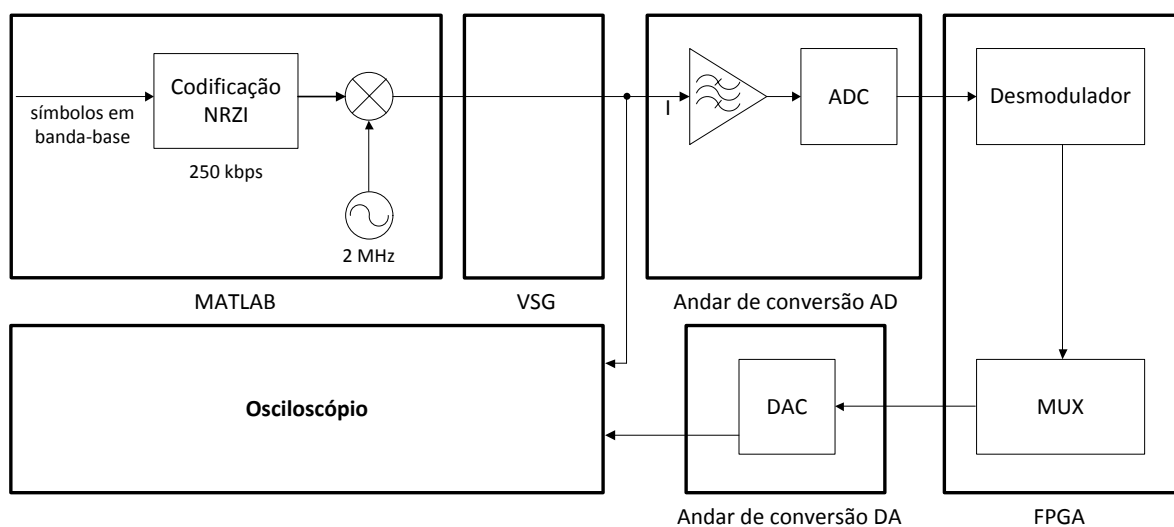 símbolos em
banda-base
Codificação
NRZI
250 kbps
2 MHz
I
ADC
Desmodulador
MATLAB
VSG
Andar de conversão AD
Osciloscópio
DAC
MUX
Andar de conversão DA
FPGA